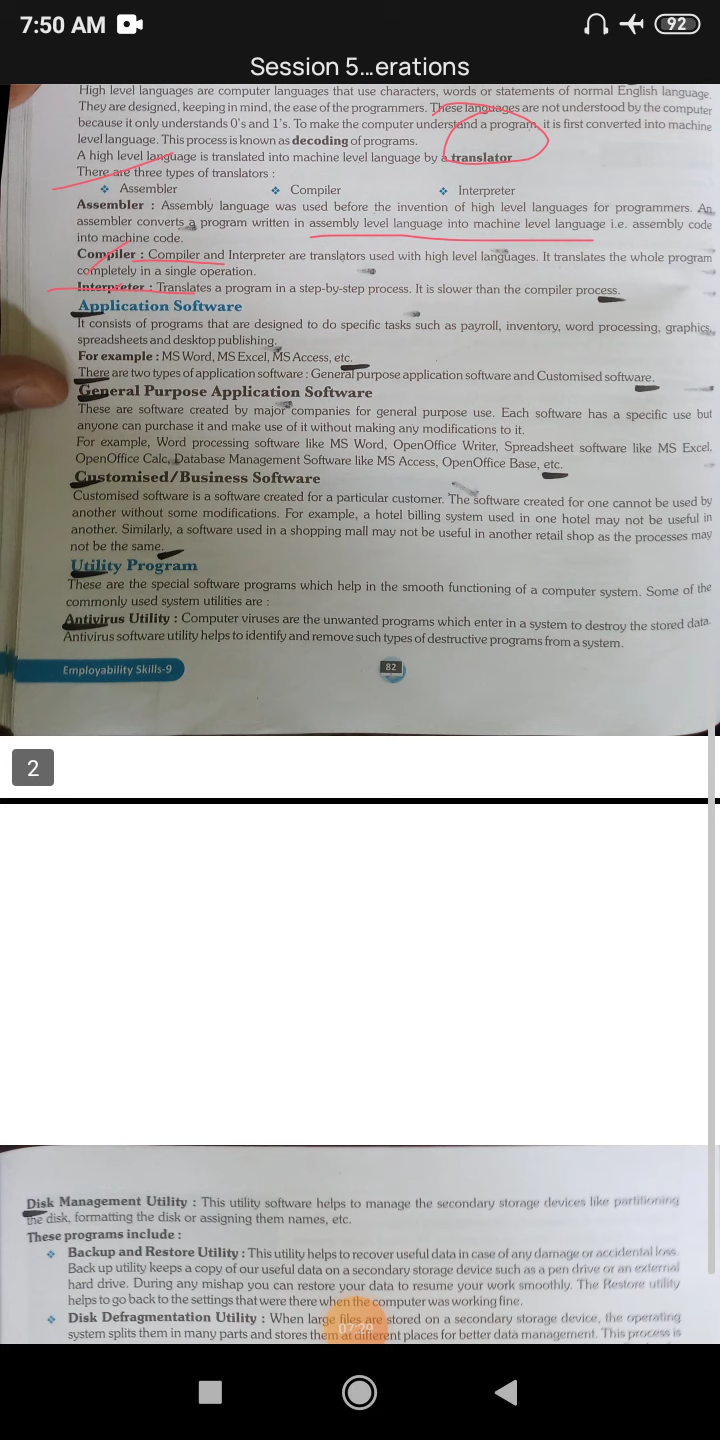 7:50 AM
92
Session 5...erations
High level languages are computer languages that use characters, words or statements of normal English language.
They are designed, keeping in mind, the ease of the programmers. These languages are not understood by the computer
because it only understands 0's and 1's. To make the computer understand a program, it is first converted into machine
level language. This process is known as decoding of programs.
A high level language is translated into machine level language by a translator
There are three types of translators :
❖ Assembler ❖ Compiler ❖ Interpreter
Assembler : Assembly language was used before the invention of high level languages for programmers. An
assembler converts a program written in assembly level language into machine level language i.e. assembly code
into machine code.
Compiler : Compiler and Interpreter are translators used with high level languages. It translates the whole program
completely in a single operation.
Interpreter : Translates a program in a step-by-step process. It is slower than the compiler process.
Application Software
It consists of programs that are designed to do specific tasks such as payroll, inventory, word processing, graphics,
spreadsheets and desktop publishing.
For example : MS Word, MS Excel, MS Access, etc.
There are two types of application software : General purpose application software and Customised software.
General Purpose Application Software
These are software created by major companies for general purpose use. Each software has a specific use but
anyone can purchase it and make use of it without making any modifications to it.
For example, Word processing software like MS Word, OpenOffice Writer, Spreadsheet software like MS Excel,
OpenOffice Calc, Database Management Software like MS Access, OpenOffice Base, etc.
Customised/Business Software
Customised software is a software created for a particular customer. The software created for one cannot be used by
another without some modifications. For example, a hotel billing system used in one hotel may not be useful in
another. Similarly, a software used in a shopping mall may not be useful in another retail shop as the processes may
not be the same.
Utility Program
These are the special software programs which help in the smooth functioning of a computer system. Some of the
commonly used system utilities are :
Antivirus Utility : Computer viruses are the unwanted programs which enter in a system to destroy the stored data.
Antivirus software utility helps to identify and remove such types of destructive programs from a system.
Employability Skills-9
82
2
Disk Management Utility : This utility software helps to manage the secondary storage devices like partitioning
the disk, formatting the disk or assigning them names, etc.
These programs include :
❖ Backup and Restore Utility : This utility helps to recover useful data in case of any damage or accidental loss.
Back up utility keeps a copy of our useful data on a secondary storage device such as a pen drive or an external
hard drive. During any mishap you can restore your data to resume your work smoothly. The Restore utility
helps to go back to the settings that were there when the computer was working fine.
❖ Disk Defragmentation Utility : When large files are stored on a secondary storage device, the operating
system splits them in many parts and stores them at different places for better data management. This process is
07:29